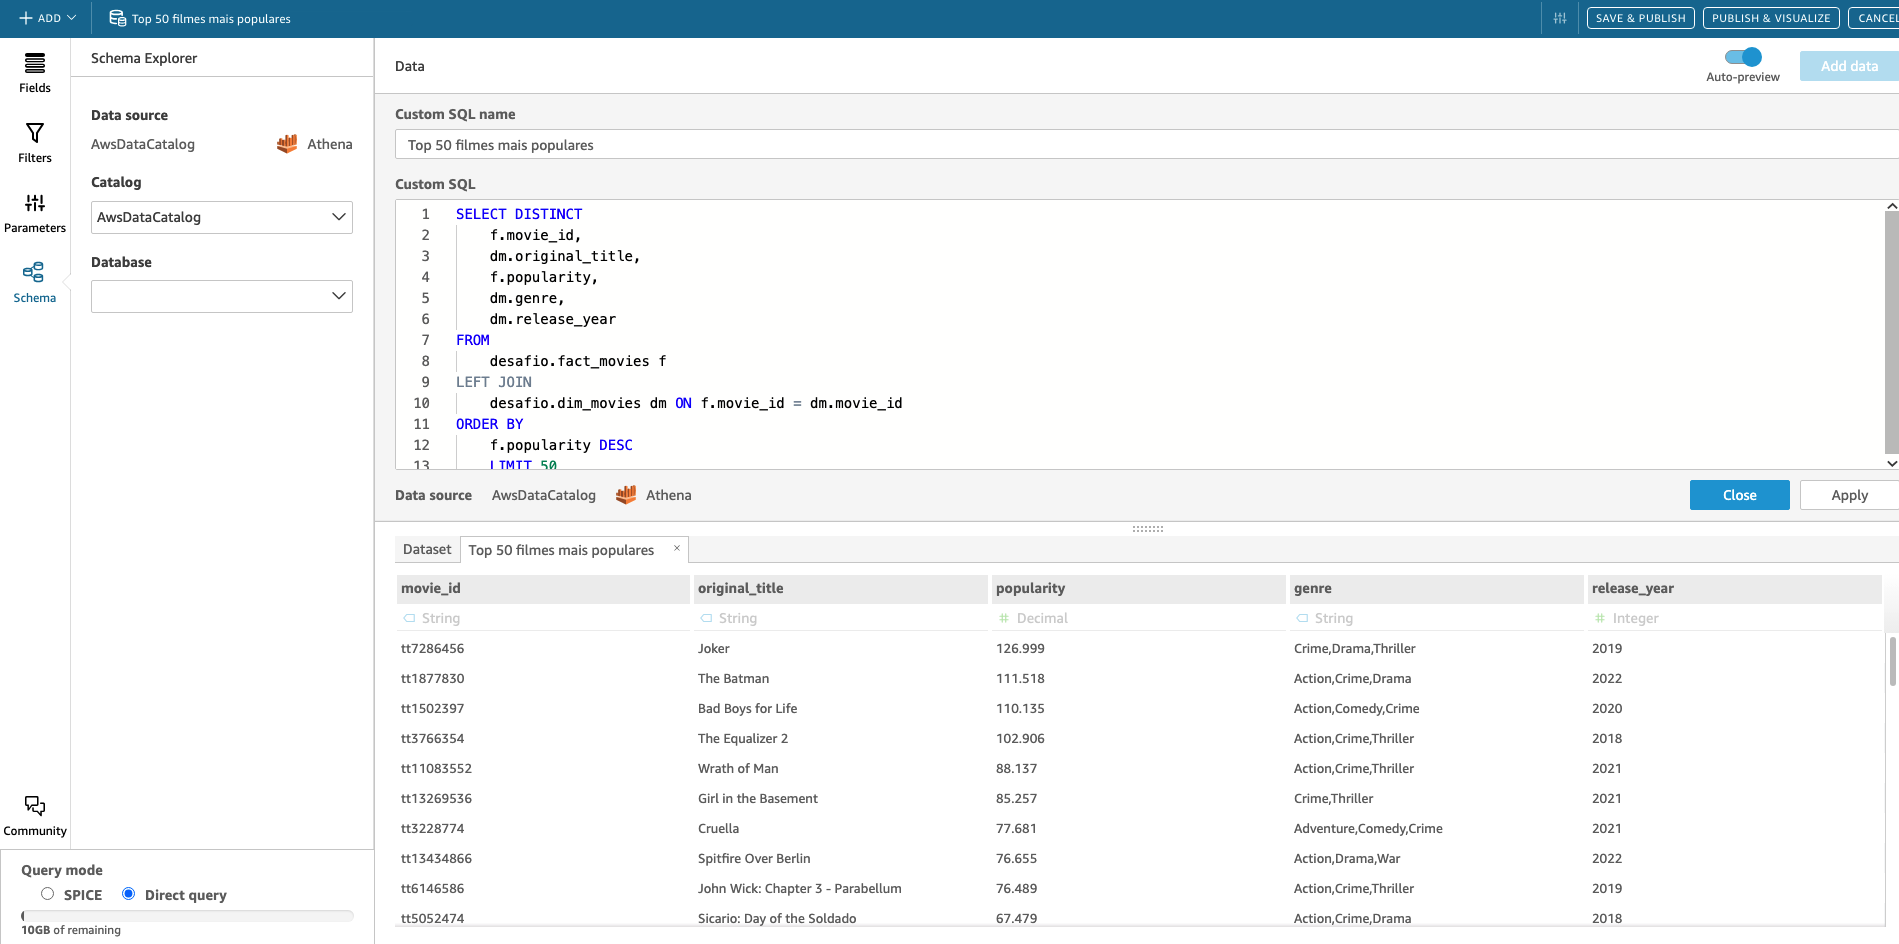 ADD
Top 50 filmes mais populares
SAVE & PUBLISH
PUBLISH & VISUALIZE
CANCEL
Fields
Filters
Parameters
Schema
Community
Schema Explorer
Data source
AwsDataCatalog
Athena
Catalog
AwsDataCatalog
Database
Query mode
SPICE
Direct query
10GB of remaining
Data
Auto-preview
Add data
Custom SQL name
Top 50 filmes mais populares
Custom SQL
1 SELECT DISTINCT
2 f.movie_id,
3 dm.original_title,
4 f.popularity,
5 dm.genre,
6 dm.release_year
7 FROM
8 desafio.fact_movies f
9 LEFT JOIN
10 desafio.dim_movies dm ON f.movie_id = dm.movie_id
11 ORDER BY
12 f.popularity DESC
13 LIMIT 50
Data source AwsDataCatalog Athena
Close
Apply
Dataset
Top 50 filmes mais populares ×
movie_id original_title popularity genre release_year
String String # Decimal String # Integer
tt7286456 Joker 126.999 Crime,Drama,Thriller 2019
tt1877830 The Batman 111.518 Action,Crime,Drama 2022
tt1502397 Bad Boys for Life 110.135 Action,Comedy,Crime 2020
tt3766354 The Equalizer 2 102.906 Action,Crime,Thriller 2018
tt11083552 Wrath of Man 88.137 Action,Crime,Thriller 2021
tt13269536 Girl in the Basement 85.257 Crime,Thriller 2021
tt3228774 Cruella 77.681 Adventure,Comedy,Crime 2021
tt13434866 Spitfire Over Berlin 76.655 Action,Drama,War 2022
tt6146586 John Wick: Chapter 3 - Parabellum 76.489 Action,Crime,Thriller 2019
tt5052474 Sicario: Day of the Soldado 67.479 Action,Crime,Drama 2018